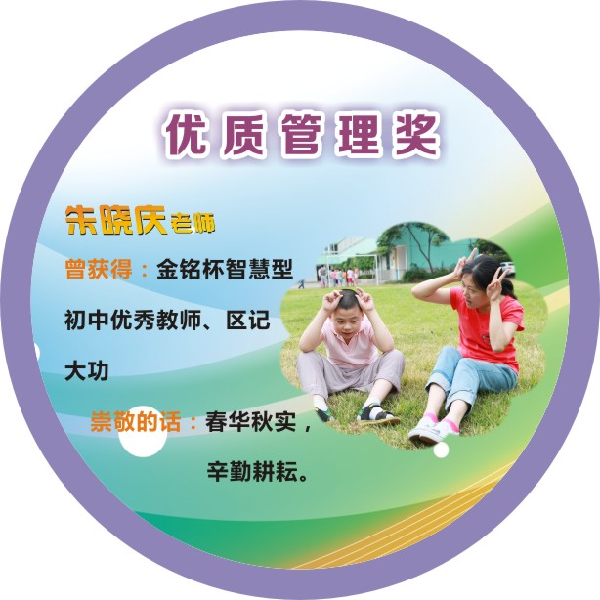 优质管理奖
朱晓庆老师
曾获得：金铭杯智慧型
初中优秀教师、区记
大功
崇敬的话：春华秋实，
辛勤耕耘。